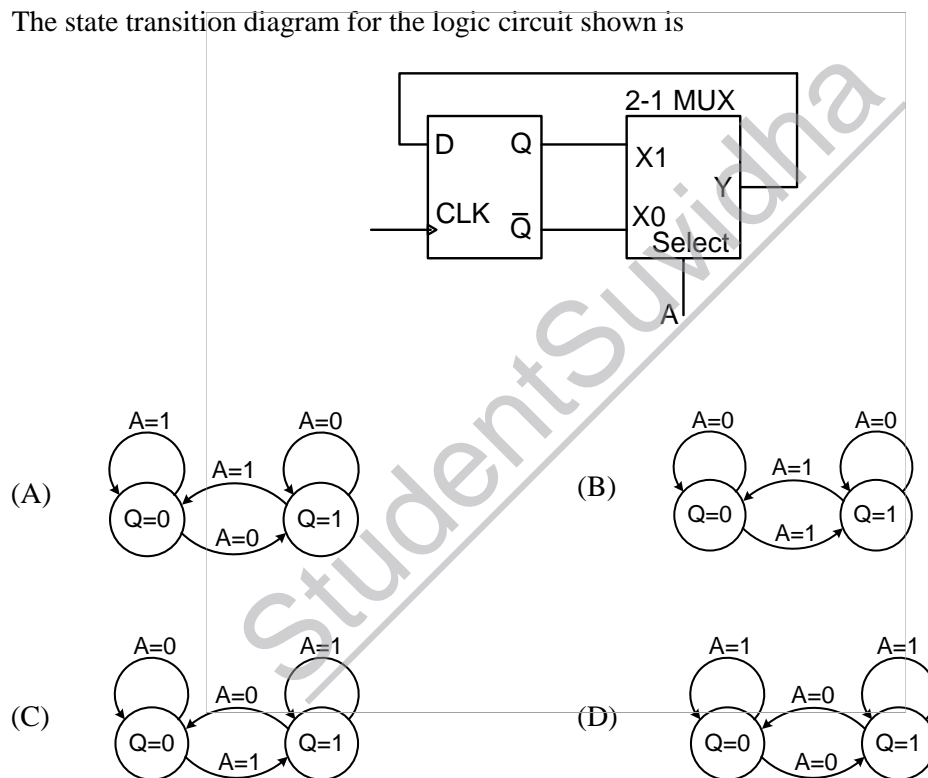 The state transition diagram for the logic circuit shown is
2-1 MUX
D Q
X1
Y
CLK Q̅
X0
Select
A
StudentSuvidha
(A)
A=1 A=0
A=1
Q=0 Q=1
A=0
(B)
A=0 A=0
A=1
Q=0 Q=1
A=1
(C)
A=0 A=1
A=0
Q=0 Q=1
A=1
(D)
A=1 A=1
A=0
Q=0 Q=1
A=0